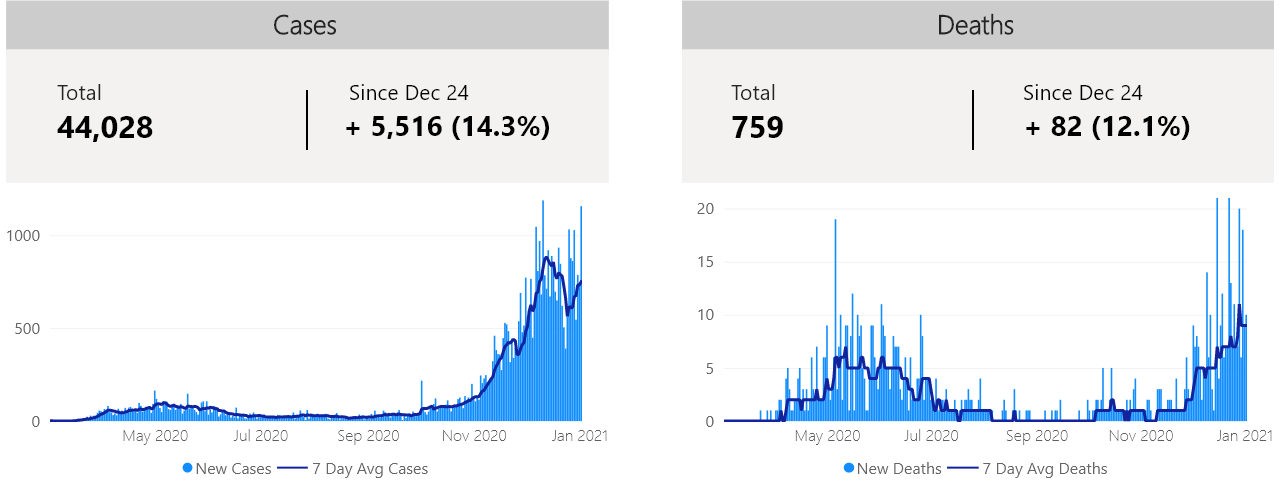 Cases
Total
44,028
Since Dec 24
+ 5,516 (14.3%)
1000
500
0
May 2020
Jul 2020
Sep 2020
Nov 2020
Jan 2021
New Cases
7 Day Avg Cases
Deaths
Total
759
Since Dec 24
+ 82 (12.1%)
20
15
10
5
0
May 2020
Jul 2020
Sep 2020
Nov 2020
Jan 2021
New Deaths
7 Day Avg Deaths